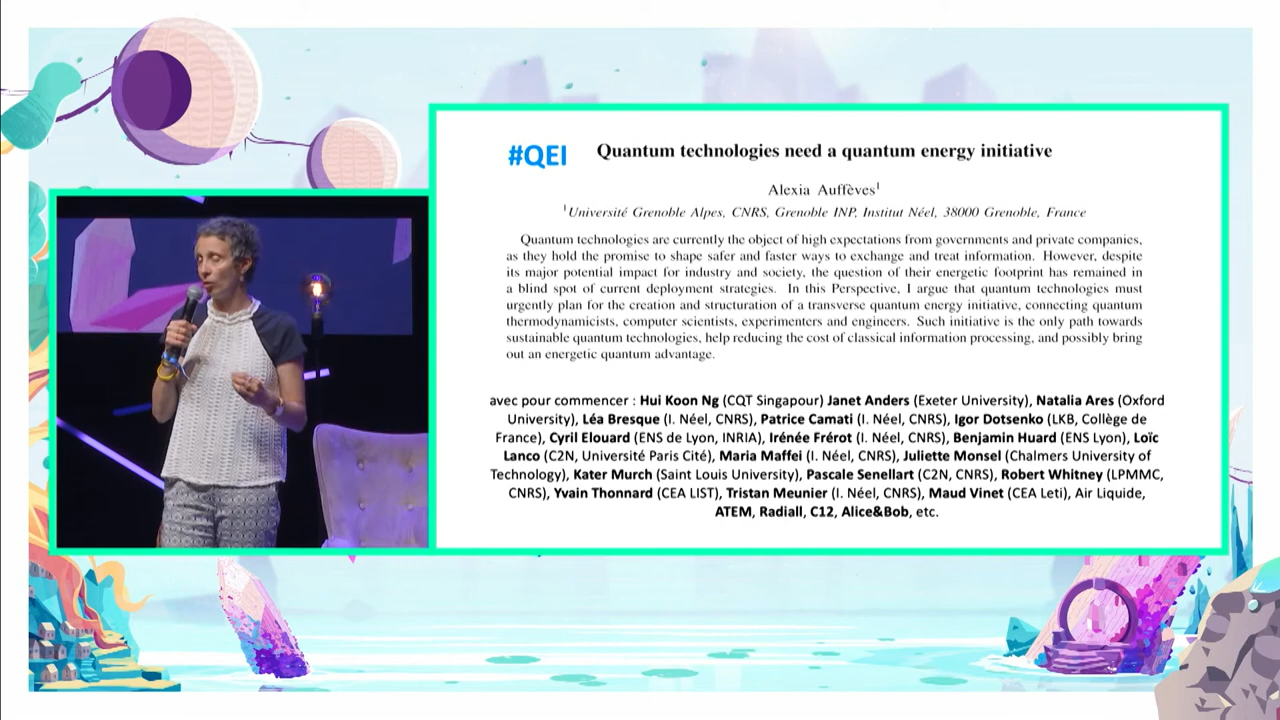 #QEI Quantum technologies need a quantum energy initiative
Alexia Auffèves¹
¹Université Grenoble Alpes, CNRS, Grenoble INP, Institut Néel, 38000 Grenoble, France
Quantum technologies are currently the object of high expectations from governments and private companies,
as they hold the promise to shape safer and faster ways to exchange and treat information. However, despite
its major potential impact for industry and society, the question of their energetic footprint has remained in
a blind spot of current deployment strategies. In this Perspective, I argue that quantum technologies must
urgently plan for the creation and structuration of a transverse quantum energy initiative, connecting quantum
thermodynamicists, computer scientists, experimenters and engineers. Such initiative is the only path towards
sustainable quantum technologies, help reducing the cost of classical information processing, and possibly bring
out an energetic quantum advantage.
avec pour commencer : Hui Koon Ng (CQT Singapour) Janet Anders (Exeter University), Natalia Ares (Oxford
University), Léa Bresque (I. Néel, CNRS), Patrice Camati (I. Néel, CNRS), Igor Dotsenko (LKB, Collège de
France), Cyril Elouard (ENS de Lyon, INRIA), Irénée Frérot (I. Néel, CNRS), Benjamin Huard (ENS Lyon), Loïc
Lanco (C2N, Université Paris Cité), Maria Maffei (I. Néel, CNRS), Juliette Monsel (Chalmers University of
Technology), Kater Murch (Saint Louis University), Pascale Senellart (C2N, CNRS), Robert Whitney (LPMMC,
CNRS), Yvain Thonnard (CEA LIST), Tristan Meunier (I. Néel, CNRS), Maud Vinet (CEA Leti), Air Liquide,
ATEM, Radiall, C12, Alice&Bob, etc.